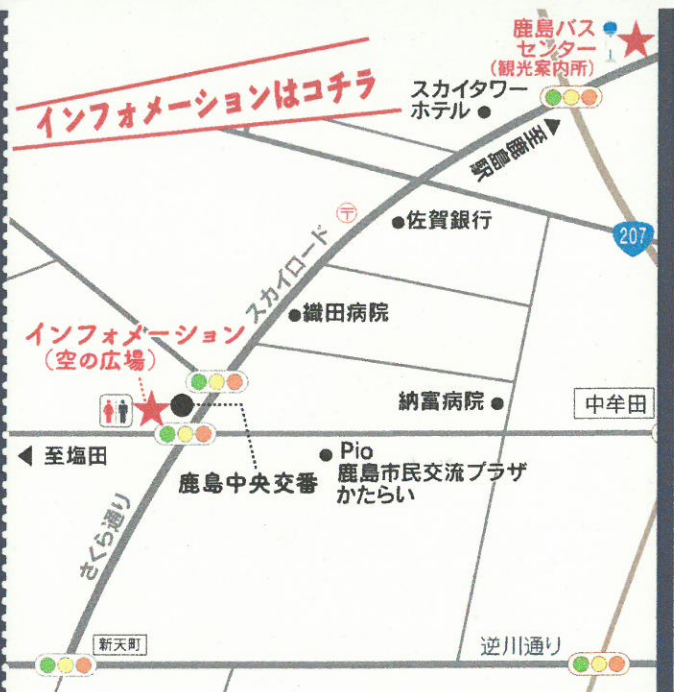 鹿島バス
センター
(観光案内所)
インフォメーションはコチラ
スカイタワー
ホテル
至鹿島駅
〒
佐賀銀行
207
スカイロード
織田病院
インフォメーション
(空の広場)
納富病院
中牟田
至塩田
鹿島中央交番
Pio
鹿島市民交流プラザ
かたらい
さくら通り
新天町
逆川通り